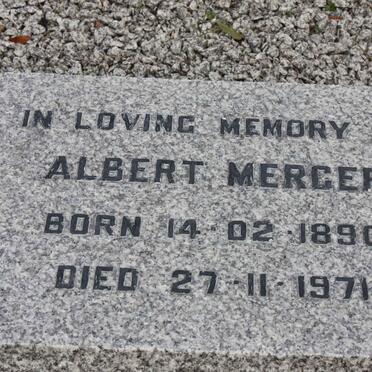 IN LOVING MEMORY
ALBERT MERCER
BORN 14-02-1890
DIED 27-11-1971